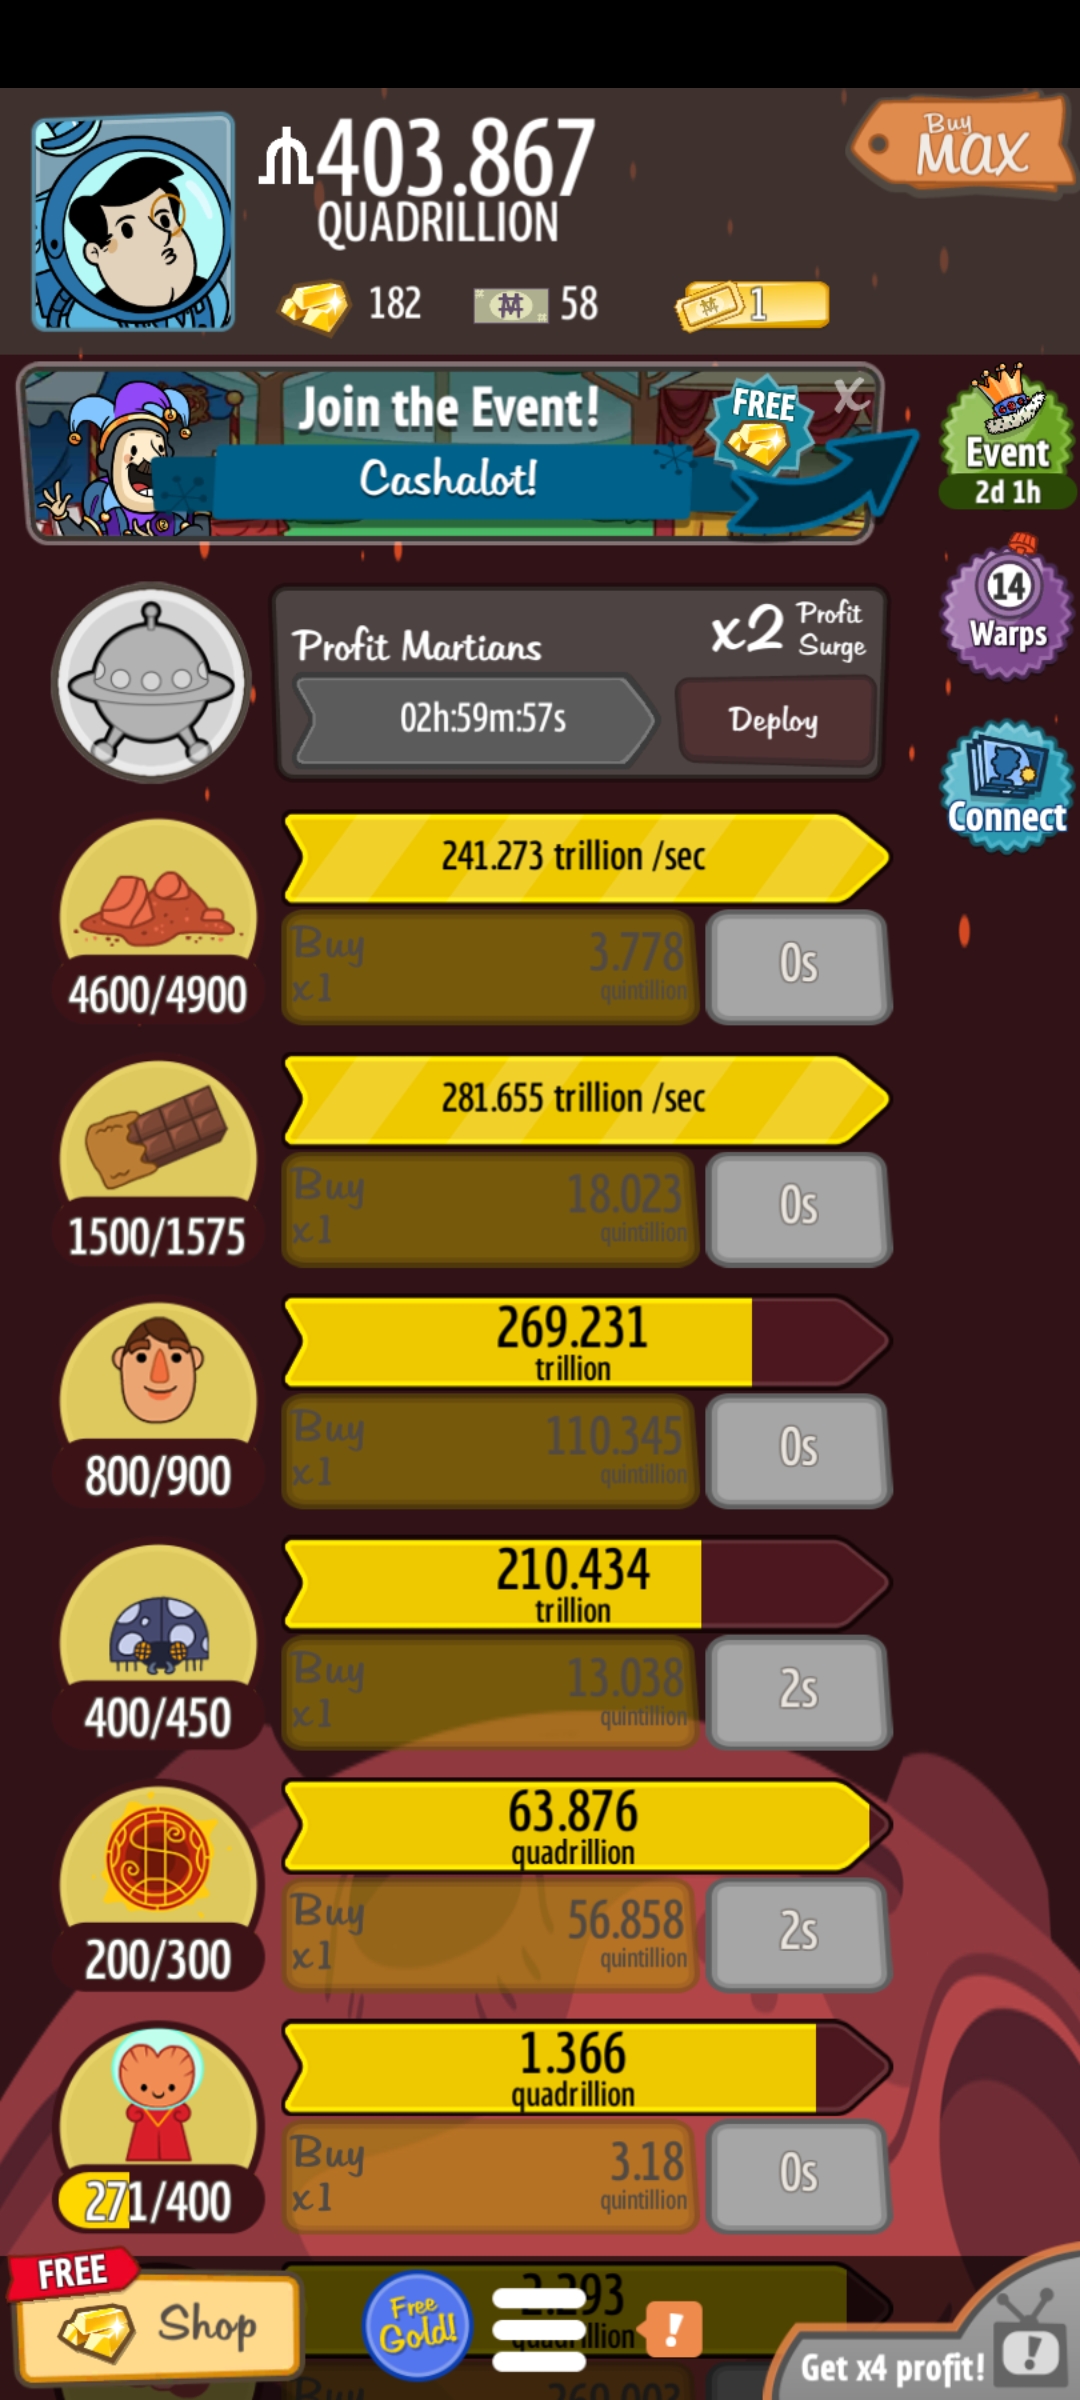 403.867
QUADRILLION
Buy
MAX
182
58
1
Join the Event!
FREE
X
Cashalot!
Event
2d 1h
14
Warps
Connect
Profit Martians
x2 Profit Surge
02h:59m:57s
Deploy
241.273 trillion /sec
Buy x1
3.778 quintillion
0s
4600/4900
281.655 trillion /sec
Buy x1
18.023 quintillion
0s
1500/1575
269.231
trillion
Buy x1
110.345 quintillion
0s
800/900
210.434
trillion
Buy x1
13.038 quintillion
2s
400/450
63.876
quadrillion
Buy x1
56.858 quintillion
2s
200/300
1.366
quadrillion
Buy x1
3.18 quintillion
0s
271/400
FREE
Shop
Free
Gold!
!
Get x4 profit!
!